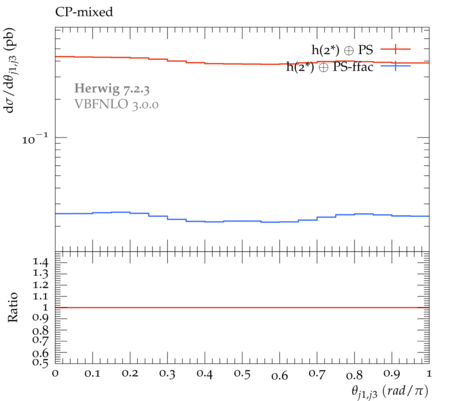 CP-mixed
dσ/dθj1,j3 (pb)
h(2*) ⊕ PS
h(2*) ⊕ PS-ffac
Herwig 7.2.3
VBFNLO 3.0.0
10−1
Ratio
1.4
1.3
1.2
1.1
1
0.9
0.8
0.7
0.6
0.5
0 0.1 0.2 0.3 0.4 0.5 0.6 0.7 0.8 0.9 1
θj1,j3 (rad/π)